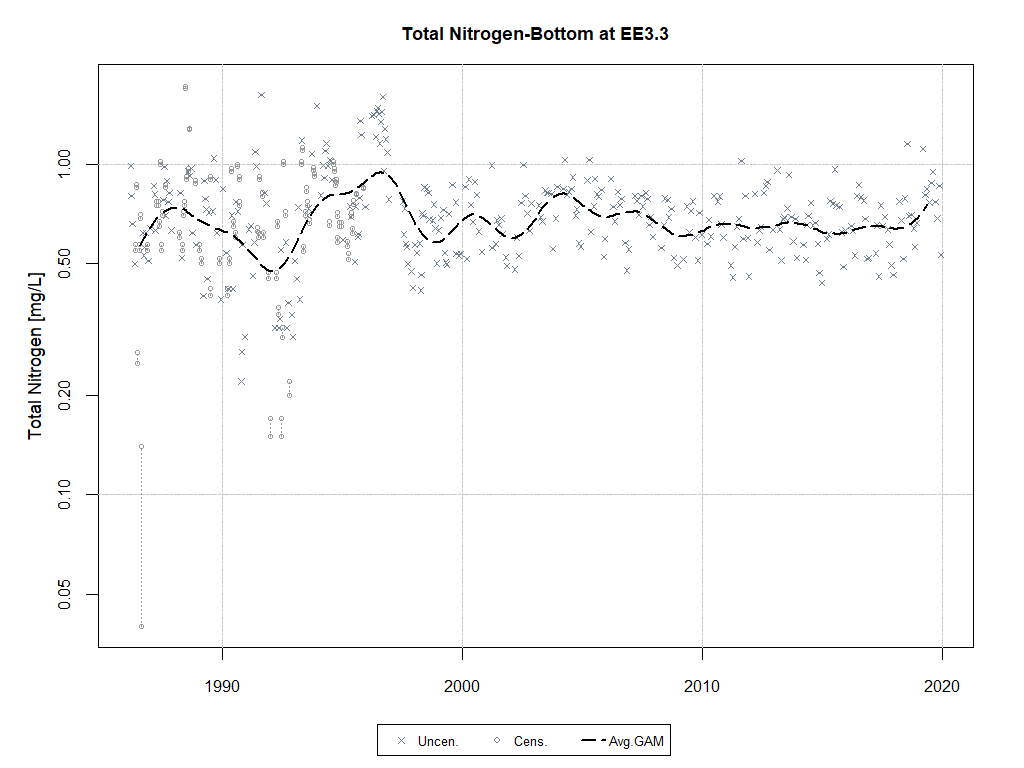 Total Nitrogen-Bottom at EE3.3
Total Nitrogen [mg/L]
1.00
0.50
0.20
0.10
0.05
1990 2000 2010 2020
Uncen. Cens. Avg.GAM